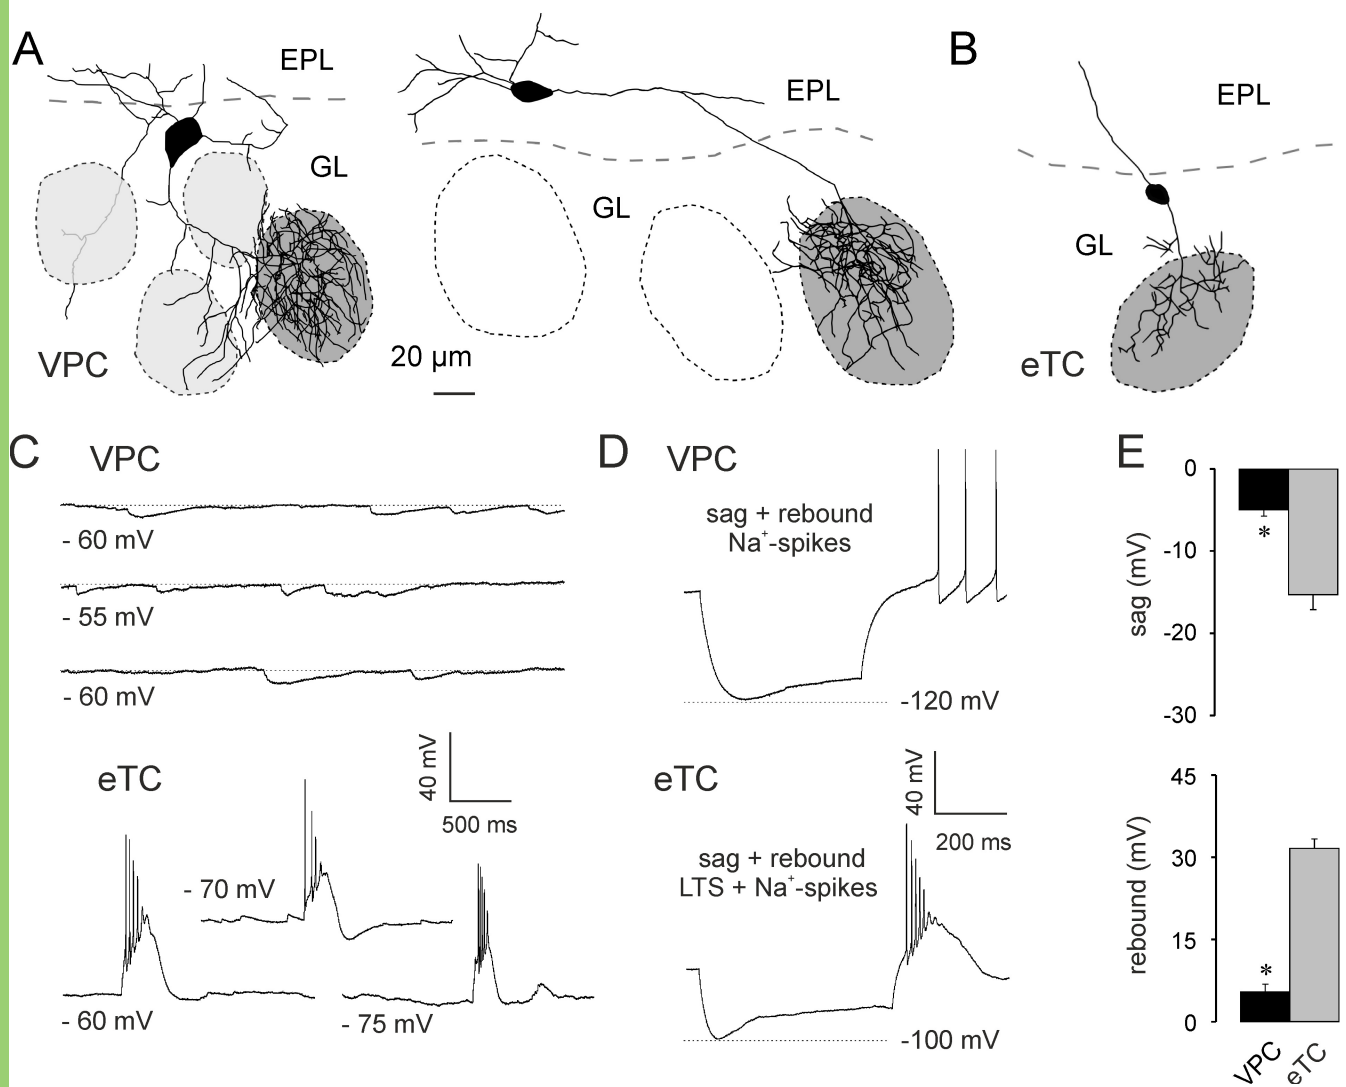 A
EPL
GL
VPC
EPL
GL
20 µm
B
EPL
GL
eTC
C
VPC
- 60 mV
- 55 mV
- 60 mV
eTC
40 mV
500 ms
- 70 mV
- 60 mV
- 75 mV
D
VPC
sag + rebound
Na⁺-spikes
-120 mV
eTC
40 mV
200 ms
sag + rebound
LTS + Na⁺-spikes
-100 mV
E
0
-10
-20
-30
sag (mV)
*
45
30
15
0
rebound (mV)
*
VPC
eTC